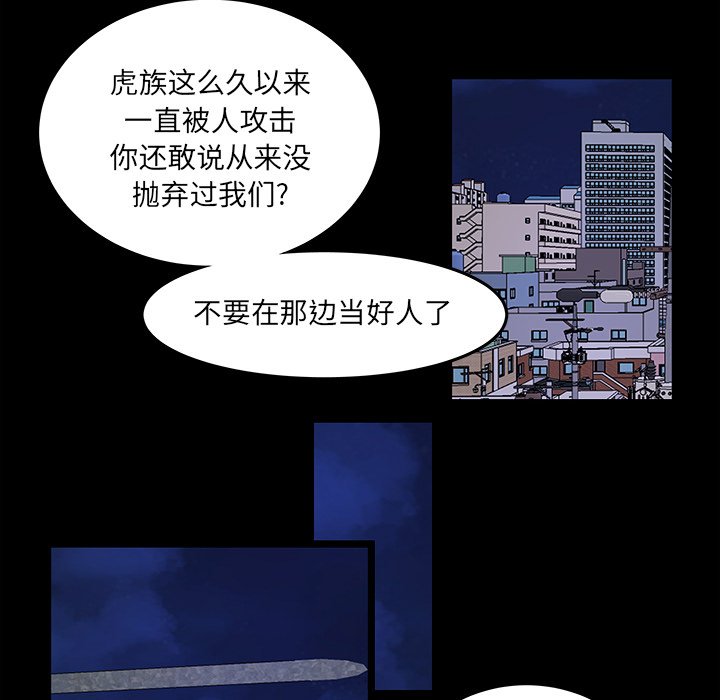 虎族这么久以来
一直被人攻击
你还敢说从来没
抛弃过我们?
不要在那边当好人了